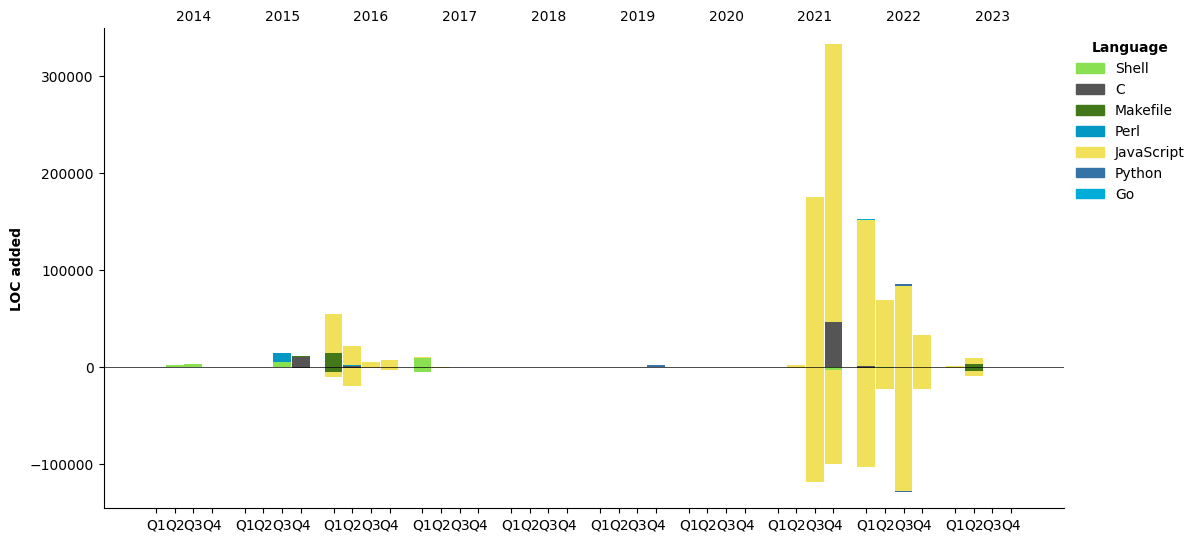 2014 2015 2016 2017 2018 2019 2020 2021 2022 2023
Language
Shell
C
Makefile
Perl
JavaScript
Python
Go
LOC added
300000
200000
100000
0
−100000
Q1Q2Q3Q4 Q1Q2Q3Q4 Q1Q2Q3Q4 Q1Q2Q3Q4 Q1Q2Q3Q4 Q1Q2Q3Q4 Q1Q2Q3Q4 Q1Q2Q3Q4 Q1Q2Q3Q4 Q1Q2Q3Q4